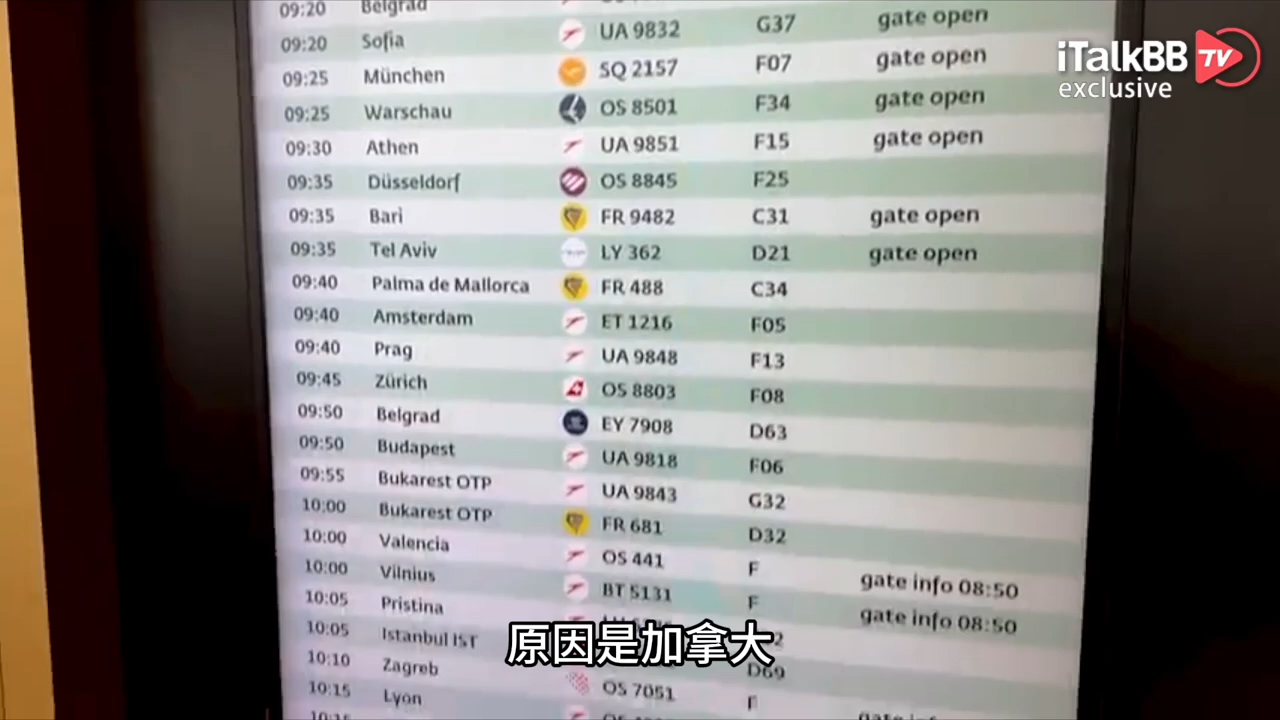 iTalkBB TV
exclusive
09:20 Belgrad
09:20 Sofia UA 9832 G37 gate open
09:25 München SQ 2157 F07 gate open
09:25 Warschau OS 8501 F34 gate open
09:30 Athen UA 9851 F15 gate open
09:35 Düsseldorf OS 8845 F25
09:35 Bari FR 9482 C31 gate open
09:35 Tel Aviv LY 362 D21 gate open
09:40 Palma de Mallorca FR 488 C34
09:40 Amsterdam ET 1216 F05
09:40 Prag UA 9848 F13
09:45 Zürich OS 8803 F08
09:50 Belgrad EY 7908 D63
09:50 Budapest UA 9818 F06
09:55 Bukarest OTP UA 9843 G32
10:00 Bukarest OTP FR 681 D32
10:00 Valencia OS 441 F gate info 08:50
10:00 Vilnius BT 5131 F gate info 08:50
10:05 Pristina
10:05 Istanbul IST D69
10:10 Zagreb OS 7051 F
10:15 Lyon
原因是加拿大